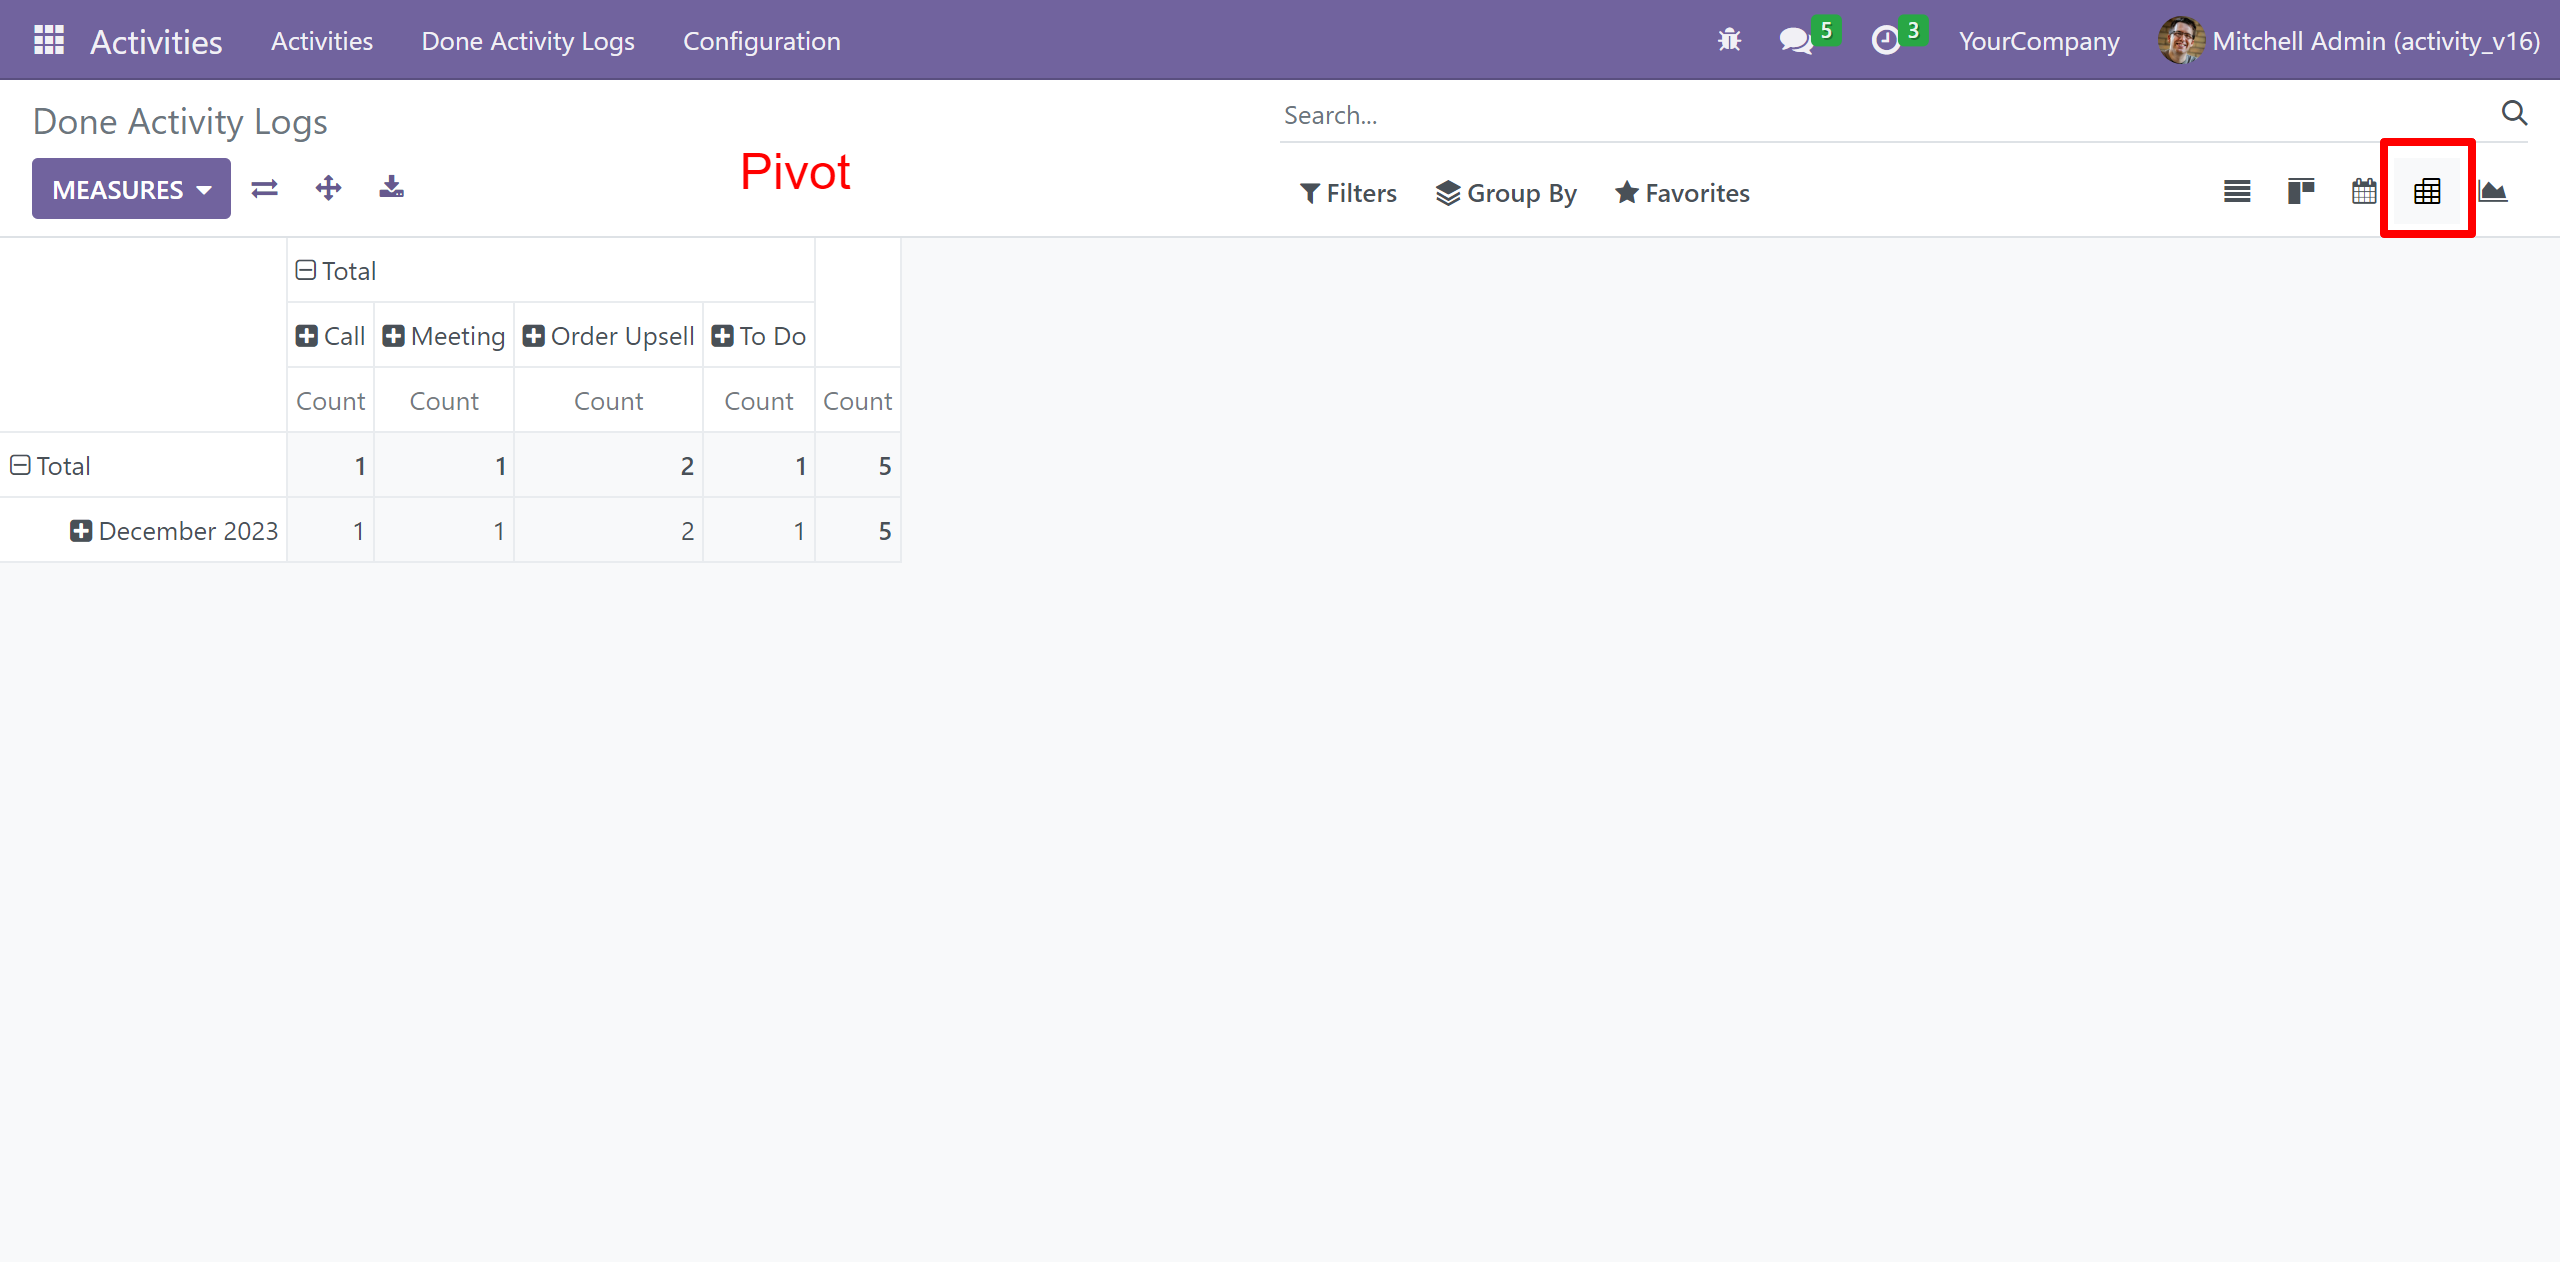 Activities Activities Done Activity Logs Configuration 5 3 YourCompany Mitchell Admin (activity_v16)
Done Activity Logs
Search...
Pivot
MEASURES
Filters Group By Favorites
Total
Call Meeting Order Upsell To Do
Count Count Count Count Count
Total 1 1 2 1 5
December 2023 1 1 2 1 5